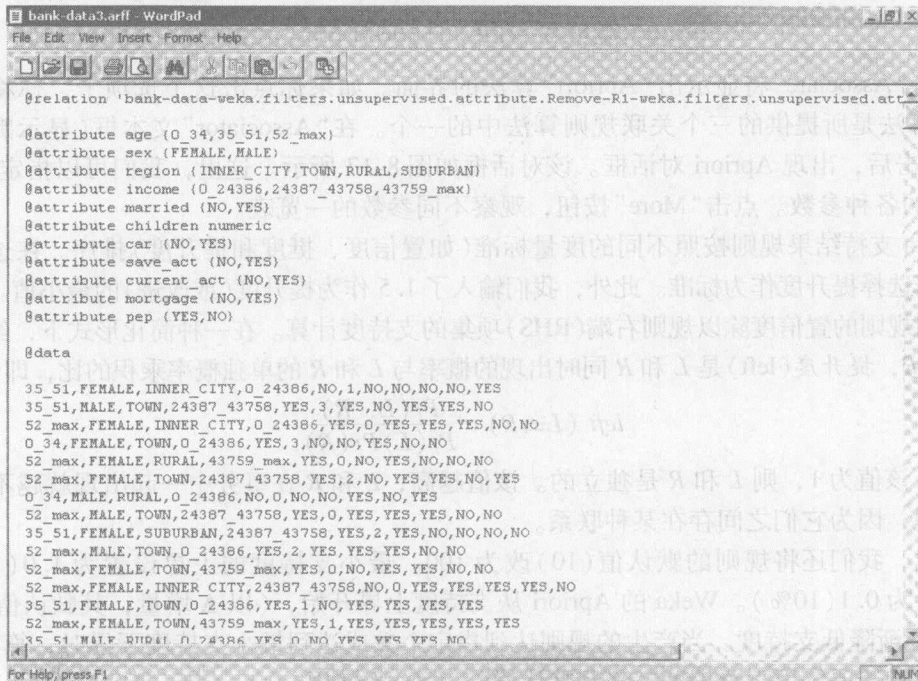 bank-data3.arff - WordPad
File Edit View Insert Format Help
@relation 'bank-data-weka.filters.unsupervised.attribute.Remove-R1-weka.filters.unsupervised.att
@attribute age {0_34,35_51,52_max}
@attribute sex {FEMALE,MALE}
@attribute region {INNER_CITY,TOWN,RURAL,SUBURBAN}
@attribute income {0_24386,24387_43758,43759_max}
@attribute married {NO,YES}
@attribute children numeric
@attribute car {NO,YES}
@attribute save_act {NO,YES}
@attribute current_act {NO,YES}
@attribute mortgage {NO,YES}
@attribute pep {YES,NO}
@data
35_51,FEMALE,INNER_CITY,0_24386,NO,1,NO,NO,NO,NO,YES
35_51,MALE,TOWN,24387_43758,YES,3,YES,NO,YES,YES,NO
52_max,FEMALE,INNER_CITY,0_24386,YES,0,YES,YES,YES,NO,NO
0_34,FEMALE,TOWN,0_24386,YES,3,NO,NO,YES,NO,NO
52_max,FEMALE,RURAL,43759_max,YES,0,NO,YES,NO,NO,NO
52_max,FEMALE,TOWN,24387_43758,YES,2,NO,YES,YES,NO,YES
0_34,MALE,RURAL,0_24386,NO,0,NO,NO,YES,NO,YES
52_max,MALE,TOWN,24387_43758,YES,0,YES,YES,YES,NO,NO
35_51,FEMALE,SUBURBAN,24387_43758,YES,2,YES,NO,NO,NO,NO
52_max,MALE,TOWN,0_24386,YES,2,YES,YES,YES,NO,NO
52_max,FEMALE,TOWN,43759_max,YES,0,YES,YES,YES,NO,NO
52_max,FEMALE,INNER_CITY,24387_43758,NO,0,YES,YES,YES,YES,NO
35_51,FEMALE,TOWN,0_24386,YES,1,NO,YES,YES,YES,YES
52_max,FEMALE,TOWN,43759_max,YES,1,YES,YES,YES,YES,YES
35_51,MALE,RURAL,0_24386,YES,0,NO,YES,YES,YES,NO
For Help, press F1
NUM